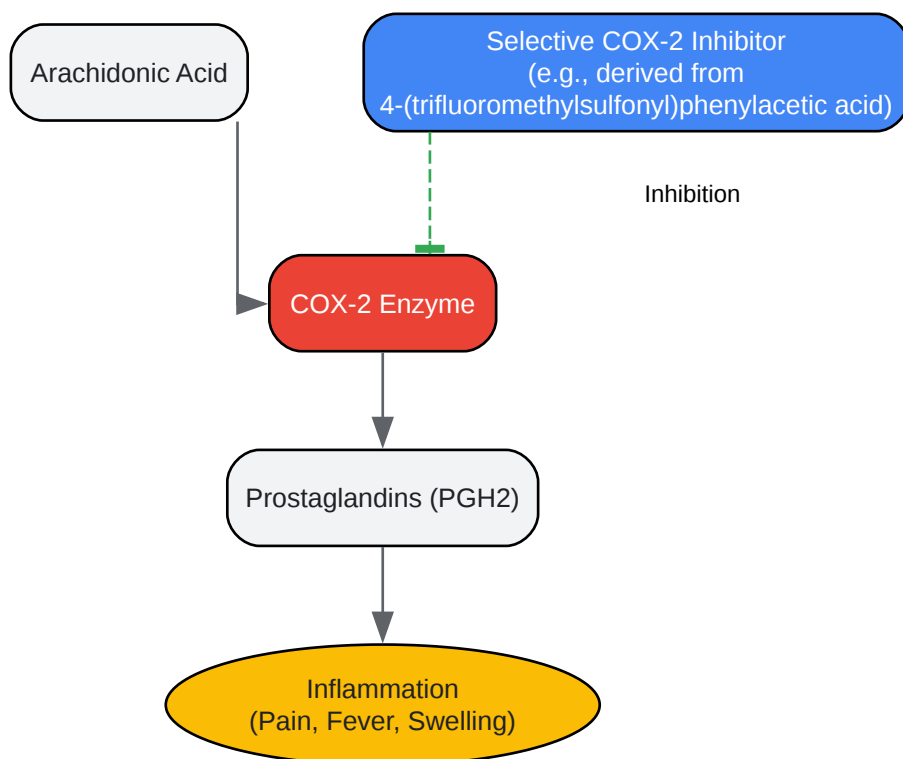 Arachidonic Acid
Selective COX-2 Inhibitor
(e.g., derived from
4-(trifluoromethylsulfonyl)phenylacetic acid)
Inhibition
COX-2 Enzyme
Prostaglandins (PGH2)
Inflammation
(Pain, Fever, Swelling)